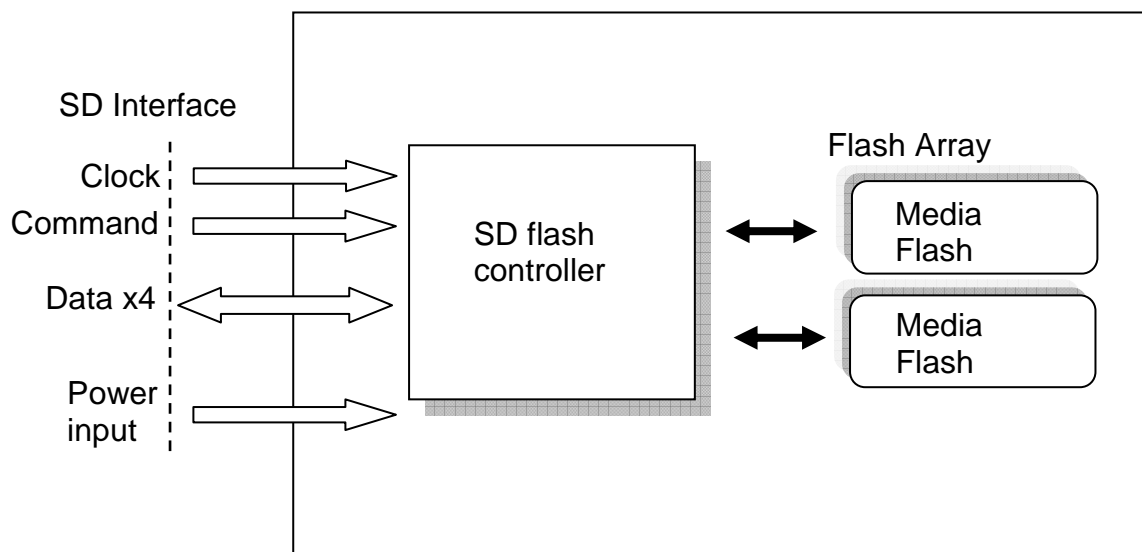 SD Interface
Clock
Command
Data x4
Power
input
SD flash
controller
Flash Array
Media
Flash
Media
Flash